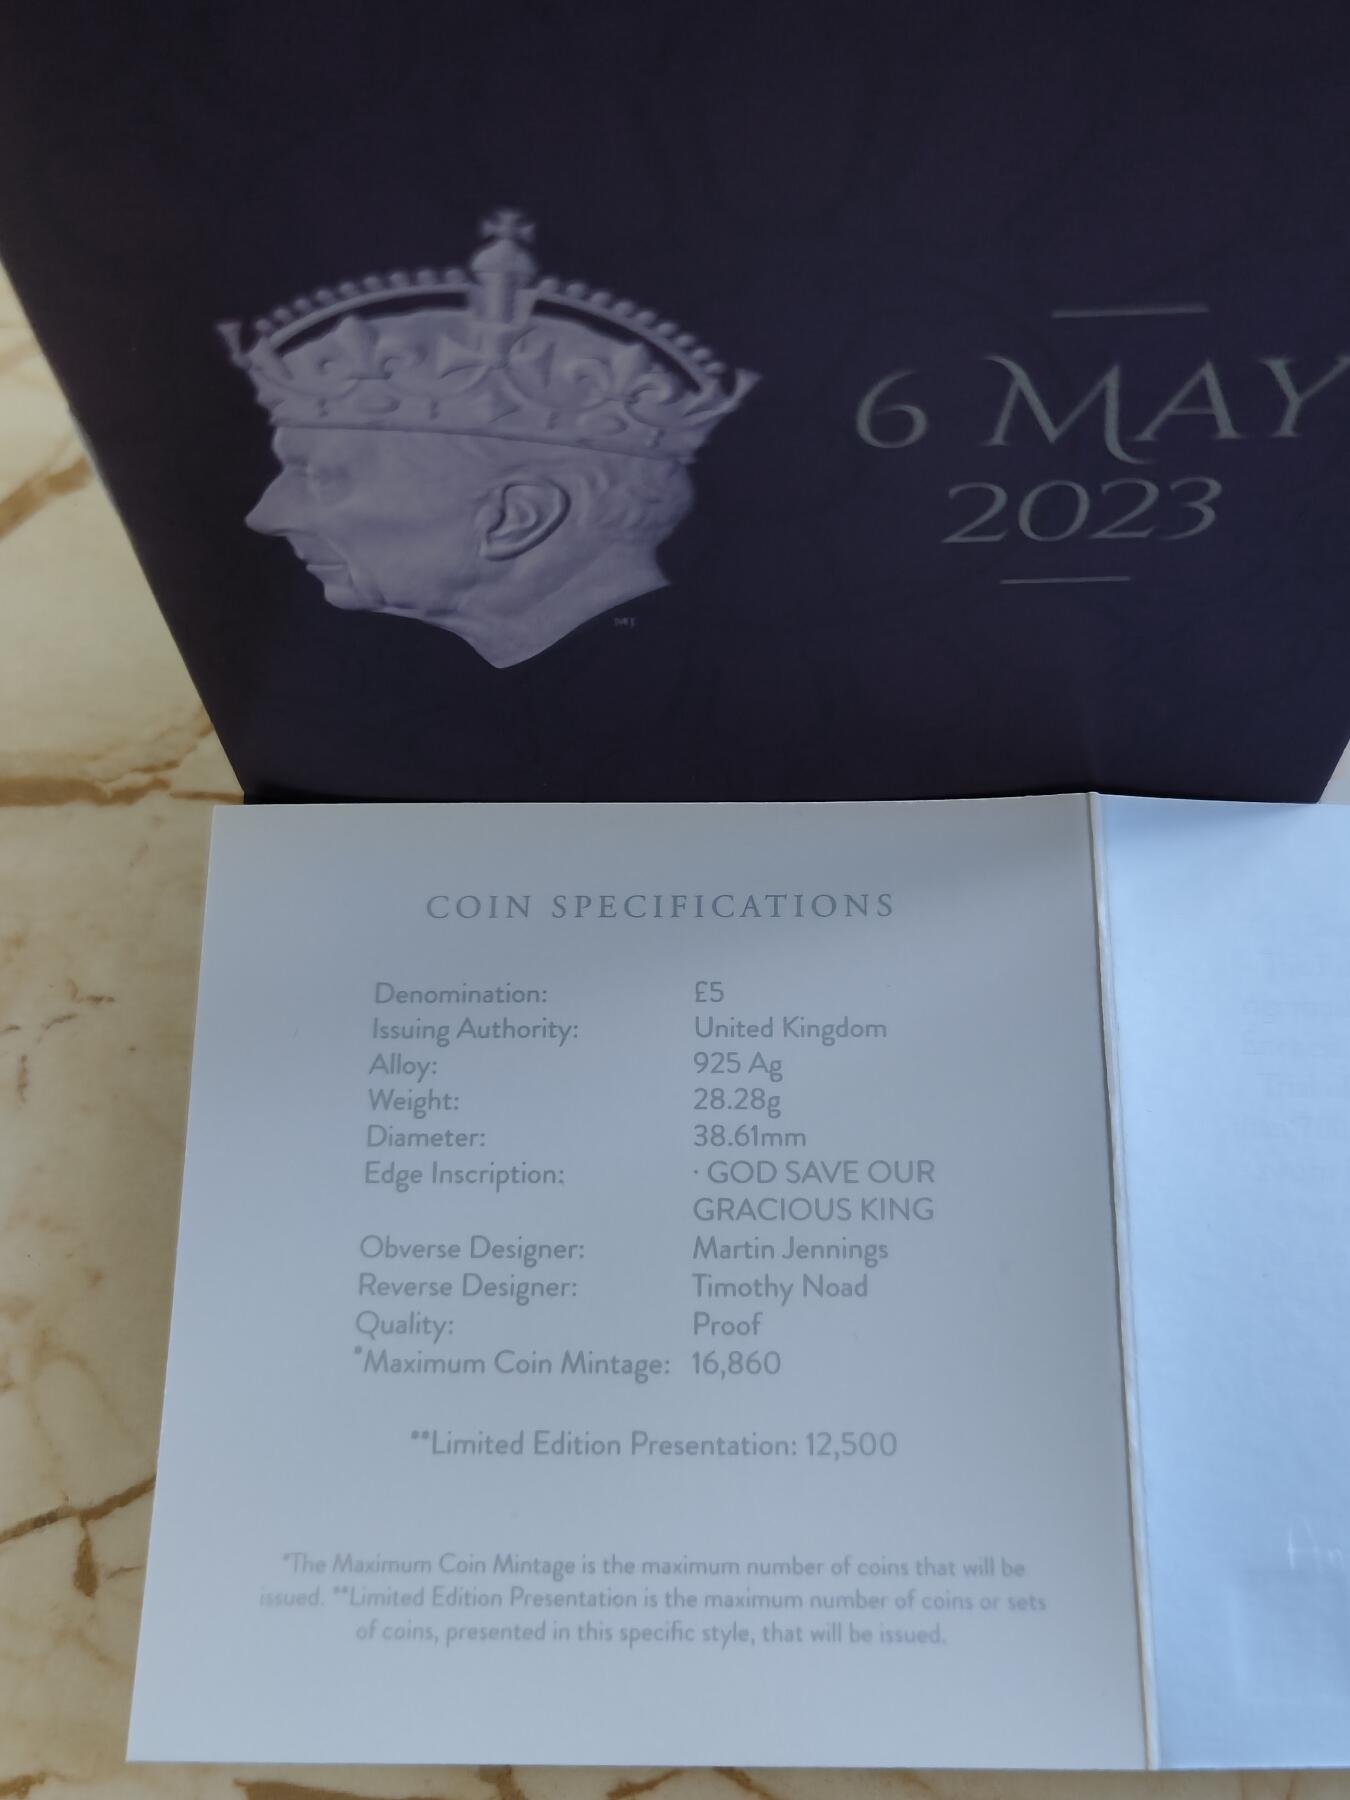 6 MAY
2023
COIN SPECIFICATIONS
Denomination: £5
Issuing Authority: United Kingdom
Alloy: 925 Ag
Weight: 28.28g
Diameter: 38.61mm
Edge Inscription: · GOD SAVE OUR
GRACIOUS KING
Obverse Designer: Martin Jennings
Reverse Designer: Timothy Noad
Quality: Proof
*Maximum Coin Mintage: 16,860
**Limited Edition Presentation: 12,500
*The Maximum Coin Mintage is the maximum number of coins that will be
issued. **Limited Edition Presentation is the maximum number of coins or sets
of coins, presented in this specific style, that will be issued.